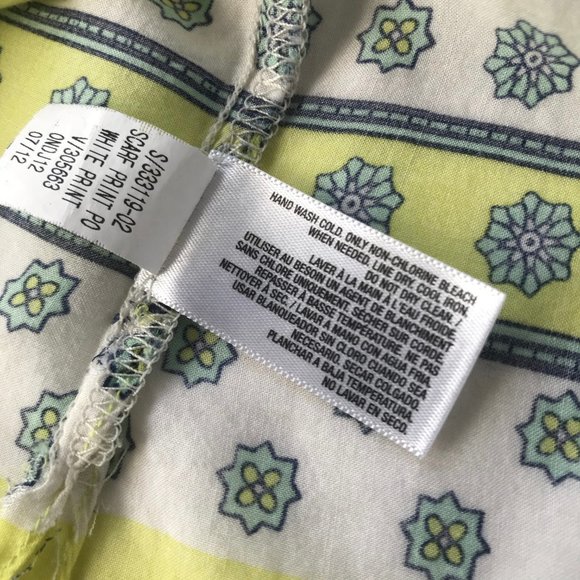 S/333119-02
SCARF PRINT PO
WHITE PRINT
V/305663
0NDJ12
07/12
HAND WASH COLD. ONLY NON-CHLORINE BLEACH
WHEN NEEDED. LINE DRY. COOL IRON.
DO NOT DRY CLEAN./
LAVER À LA MAIN À L'EAU FROIDE
UTILISER AU BESOIN UN AGENT DE BLANCHIMENT
SANS CHLORE UNIQUEMENT. SÉCHER SUR CORDE.
REPASSER À BASSE TEMPÉRATURE. NE PAS
NETTOYER À SEC./LAVAR A MANO CON AGUA FRIA.
USAR BLANQUEADOR SIN CLORO CUANDO SEA
NECESARIO. SECAR COLGADO.
PLANCHAR A BAJA TEMPERATURA.
NO LAVAR EN SECO.